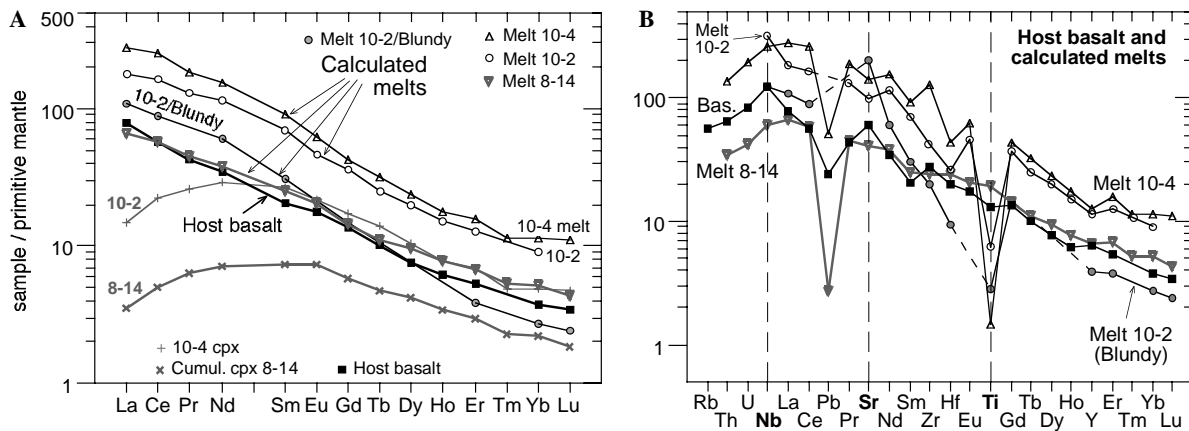 A
500
100
10
1
sample / primitive mantle
Melt 10-2/Blundy
Melt 10-4
Melt 10-2
Melt 8-14
Calculated
melts
10-2/Blundy
10-2
Host basalt
8-14
10-4 melt
10-2
10-4 cpx
Cumul. cpx 8-14
Host basalt
La Ce Pr Nd Sm Eu Gd Tb Dy Ho Er Tm Yb Lu
B
Melt
10-2
Host basalt and
calculated melts
100
10
1
Bas.
Melt 8-14
Melt 10-4
Melt 10-2
(Blundy)
Rb U La Pb Sr Sm Hf Ti Tb Ho Er Yb
Th Nb Ce Pr Nd Zr Eu Gd Dy Y Tm Lu